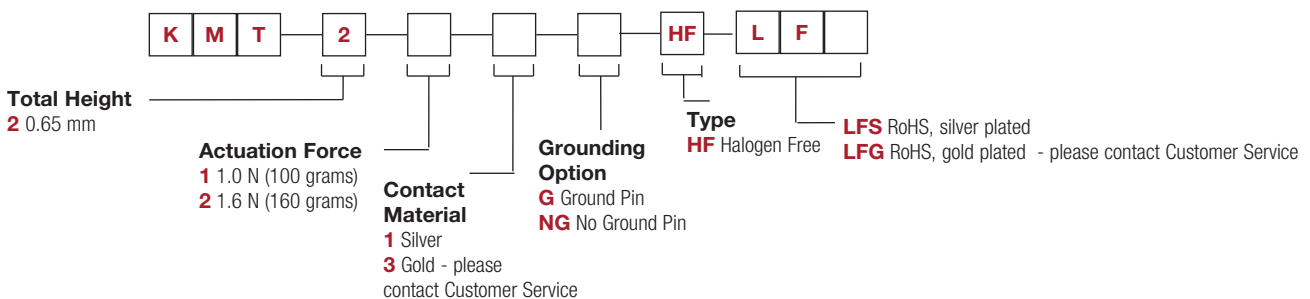 K M T 2 HF L F
Total Height
2 0.65 mm
Actuation Force
1 1.0 N (100 grams)
2 1.6 N (160 grams)
Contact
Material
1 Silver
3 Gold - please
contact Customer Service
Grounding
Option
G Ground Pin
NG No Ground Pin
Type
HF Halogen Free
LFS RoHS, silver plated
LFG RoHS, gold plated - please contact Customer Service